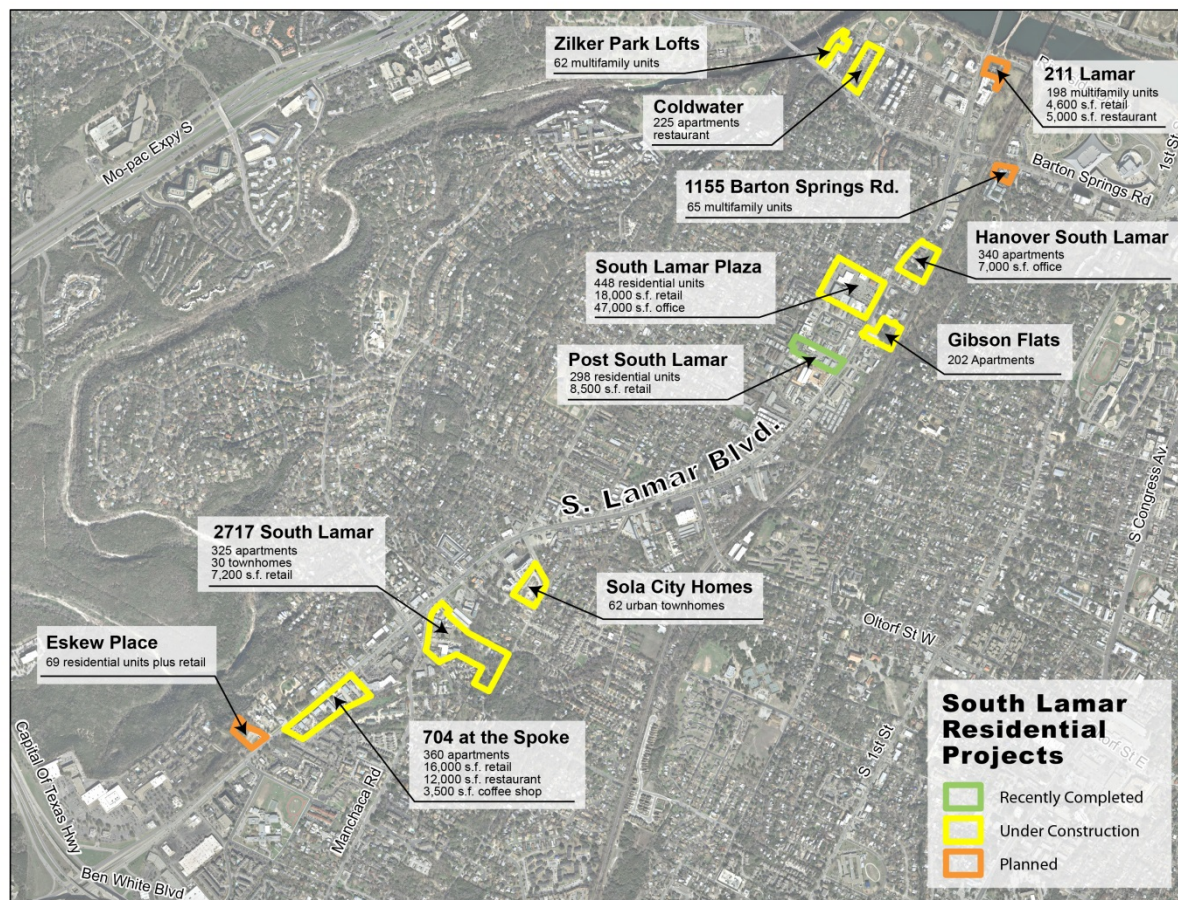 Zilker Park Lofts
62 multifamily units
Coldwater
225 apartments
restaurant
211 Lamar
198 multifamily units
4,600 s.f. retail
5,000 s.f. restaurant
Mo-pac Expy S
1st St
Barton Springs Rd
1155 Barton Springs Rd.
65 multifamily units
Hanover South Lamar
340 apartments
7,000 s.f. office
South Lamar Plaza
448 residential units
18,000 s.f. retail
47,000 s.f. office
Gibson Flats
202 Apartments
Post South Lamar
298 residential units
8,500 s.f. retail
S. Lamar Blvd.
S Congress Av.
2717 South Lamar
325 apartments
30 townhomes
7,200 s.f. retail
Sola City Homes
62 urban townhomes
Oltorf St W
Eskew Place
69 residential units plus retail
704 at the Spoke
360 apartments
16,000 s.f. retail
12,000 s.f. restaurant
3,500 s.f. coffee shop
Capital Of Texas Hwy
Manchaca Rd
S. 1st St
Ben White Blvd
South Lamar
Residential
Projects
Recently Completed
Under Construction
Planned